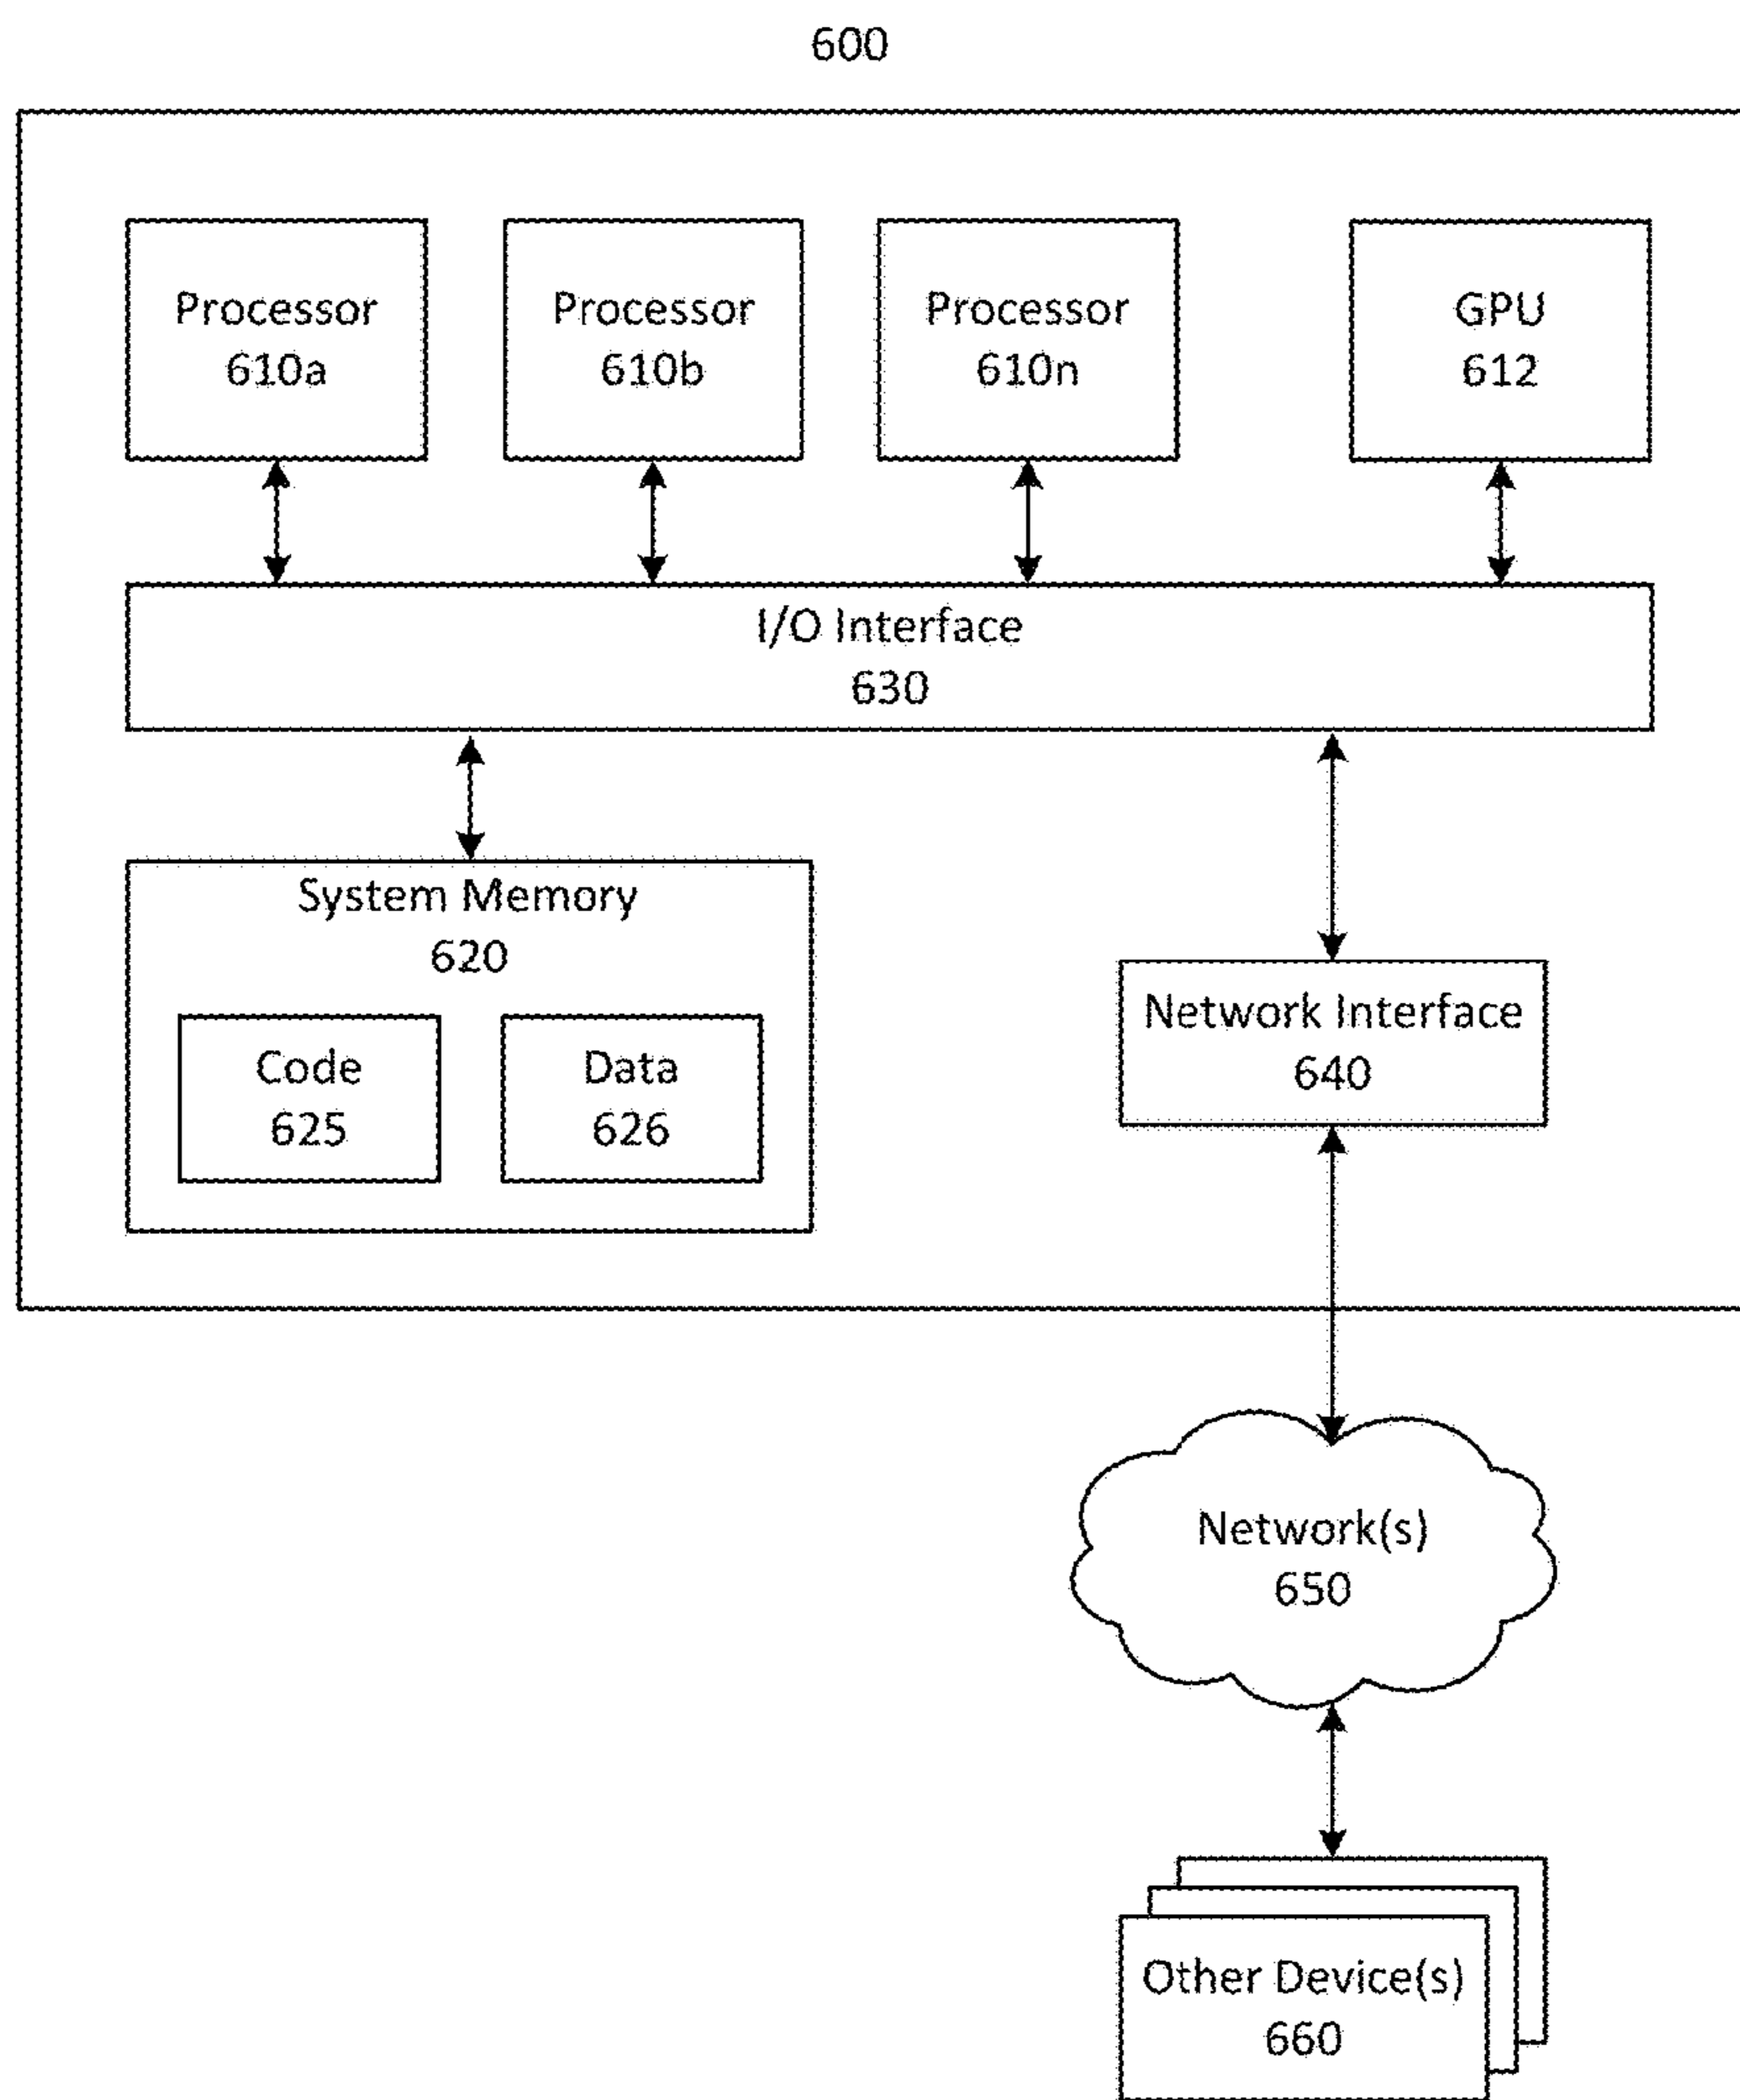 600
Processor
610a
Processor
610b
Processor
610n
GPU
612
I/O Interface
630
System Memory
620
Code
625
Data
626
Network Interface
640
Network(s)
650
Other Device(s)
660